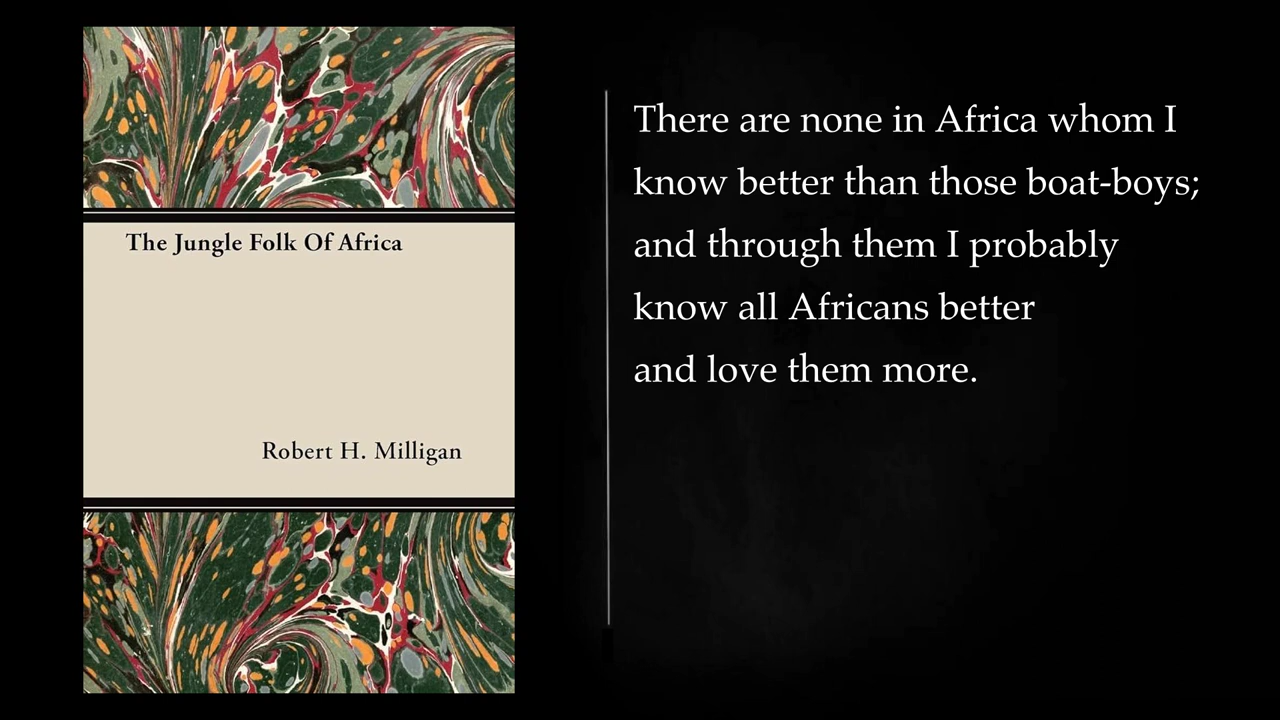 The Jungle Folk Of Africa
Robert H. Milligan
There are none in Africa whom I
know better than those boat-boys;
and through them I probably
know all Africans better
and love them more.